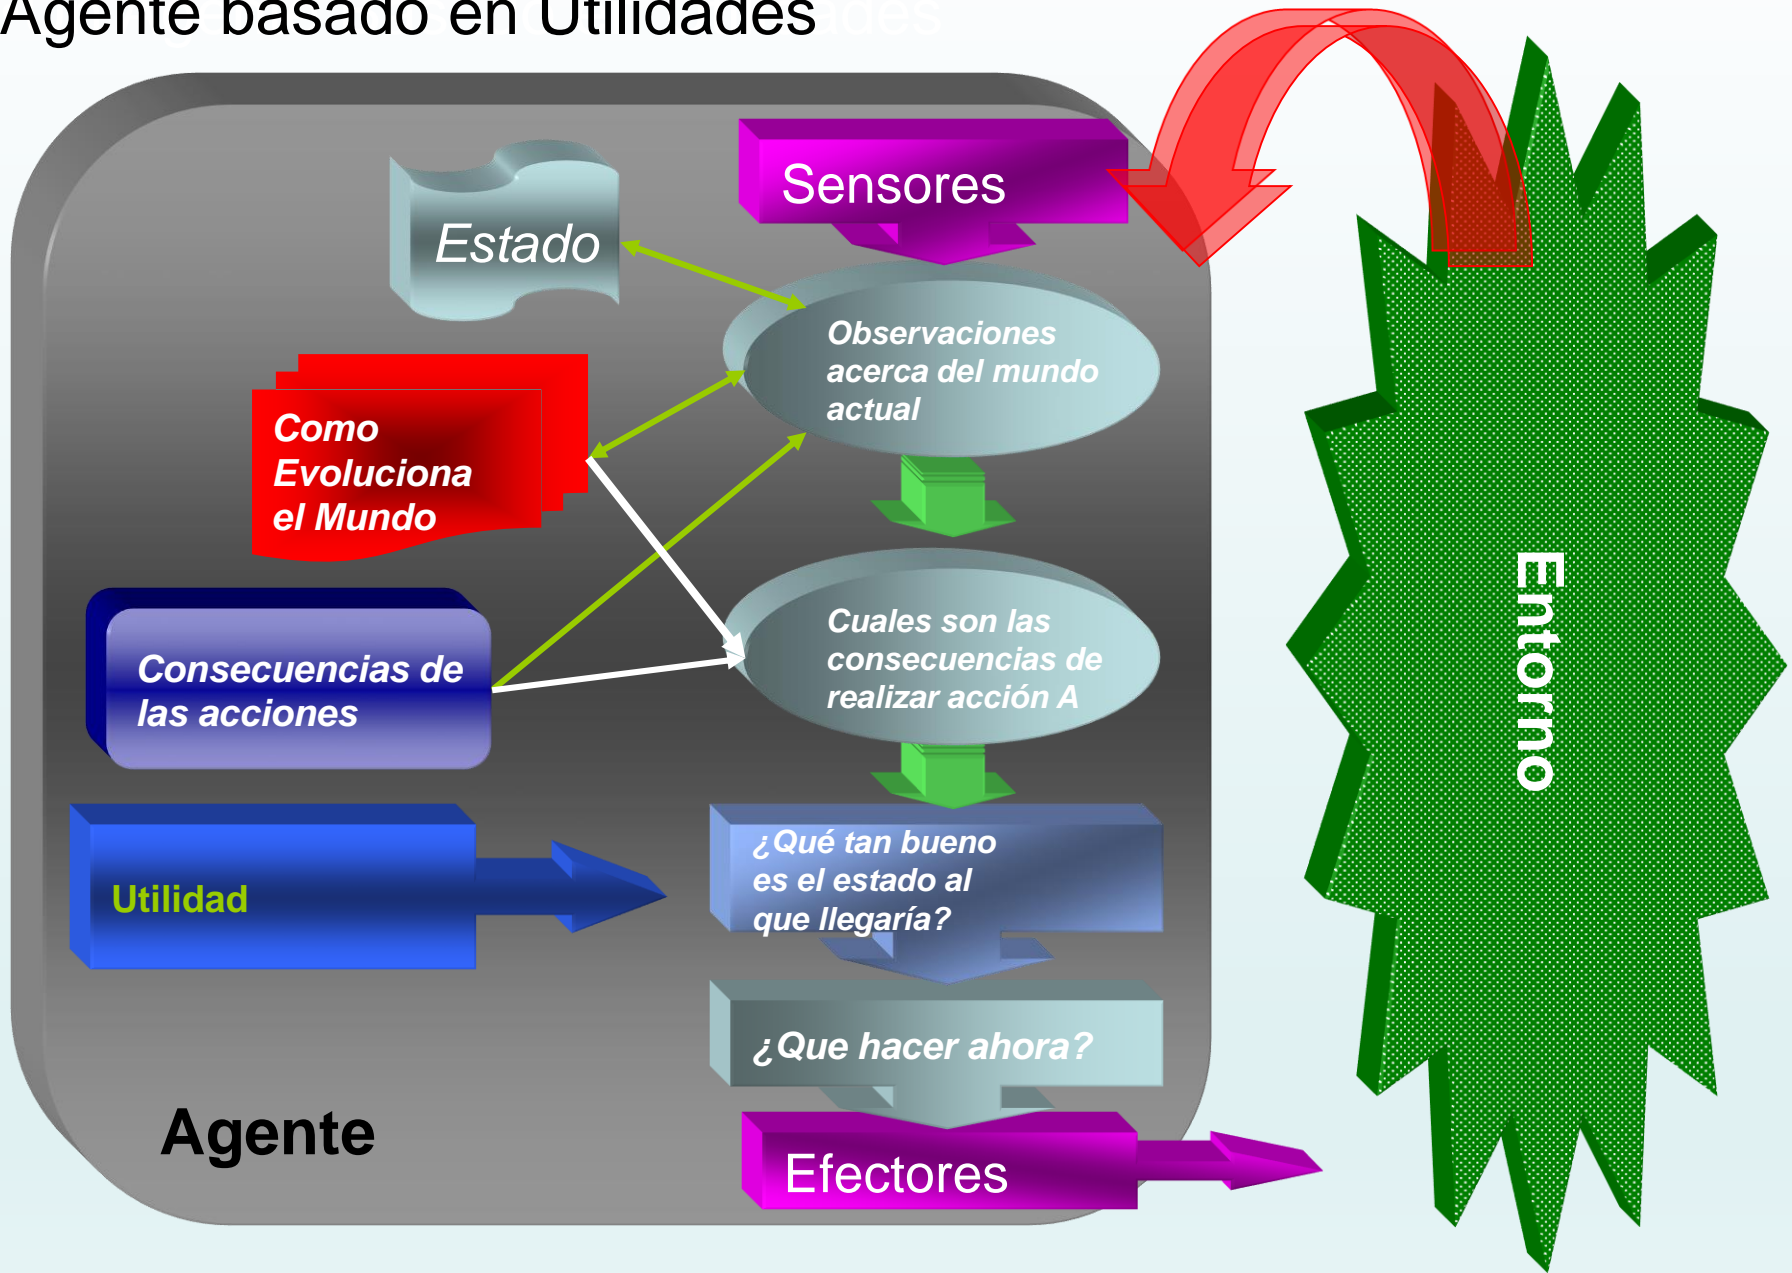 Agente basado en Utilidades
Sensores
Estado
Observaciones
acerca del mundo
actual
Como
Evoluciona
el Mundo
Cuales son las
consecuencias de
realizar acción A
Consecuencias de
las acciones
Utilidad
¿Qué tan bueno
es el estado al
que llegaría?
¿Que hacer ahora?
Agente
Efectores
Entorno